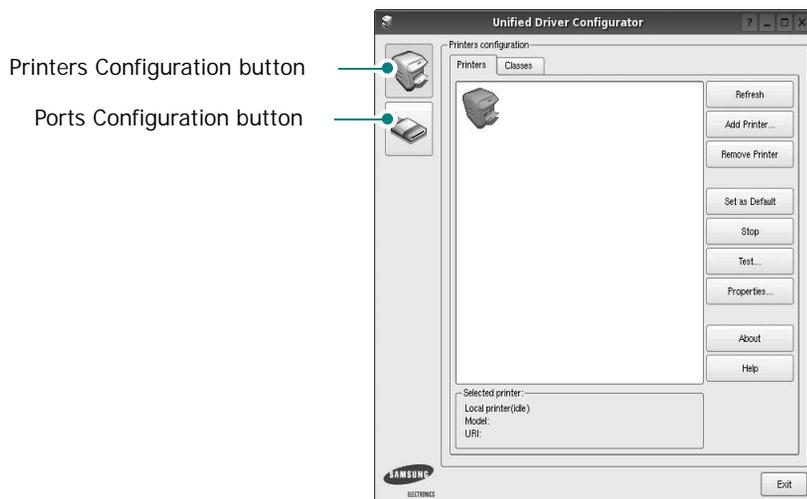 Unified Driver Configurator
?
Printers configuration
Printers Configuration button
Printers
Classes
Ports Configuration button
Refresh
Add Printer...
Remove Printer
Set as Default
Stop
Test...
Properties...
About
Help
Selected printer:
Local printer(idle)
Model:
URI:
SAMSUNG
ELECTRONICS
Exit